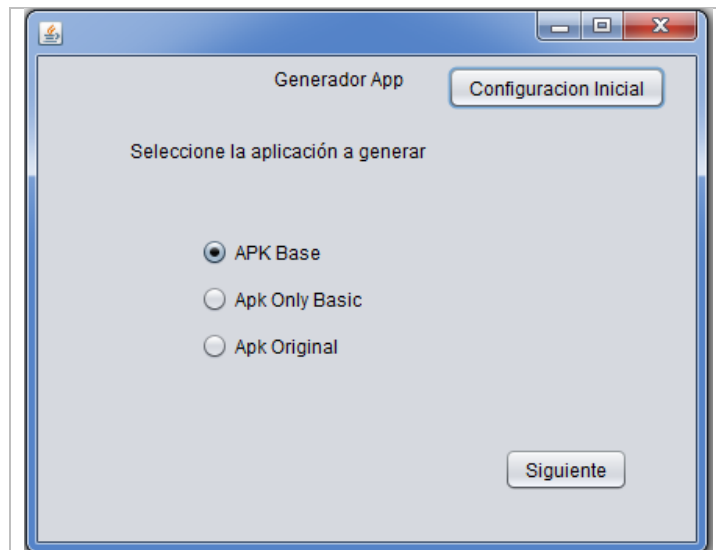 Generador App
Configuracion Inicial
Seleccione la aplicación a generar
APK Base
Apk Only Basic
Apk Original
Siguiente